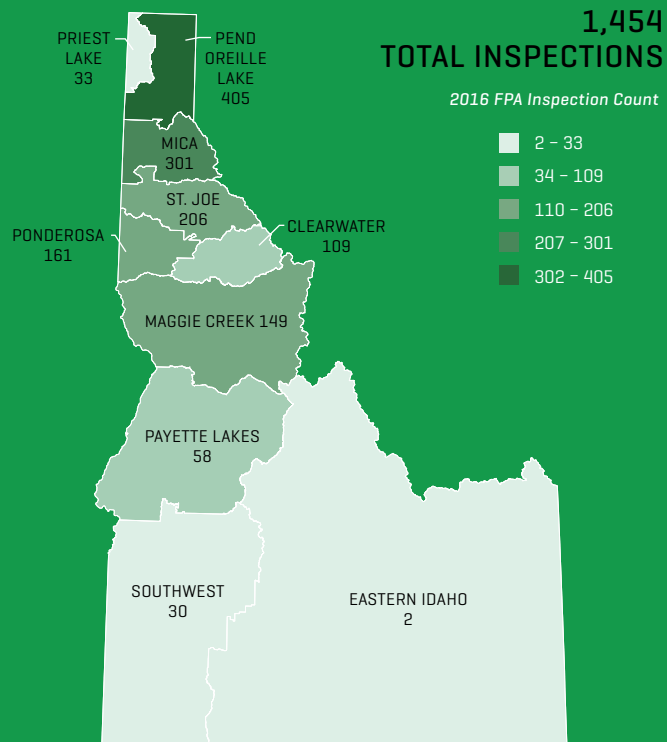 1,454
TOTAL INSPECTIONS
2016 FPA Inspection Count
2 – 33
34 – 109
110 – 206
207 – 301
302 – 405
PRIEST
LAKE
33
PEND
OREILLE
LAKE
405
MICA
301
ST. JOE
206
PONDEROSA
161
CLEARWATER
109
MAGGIE CREEK 149
PAYETTE LAKES
58
SOUTHWEST
30
EASTERN IDAHO
2